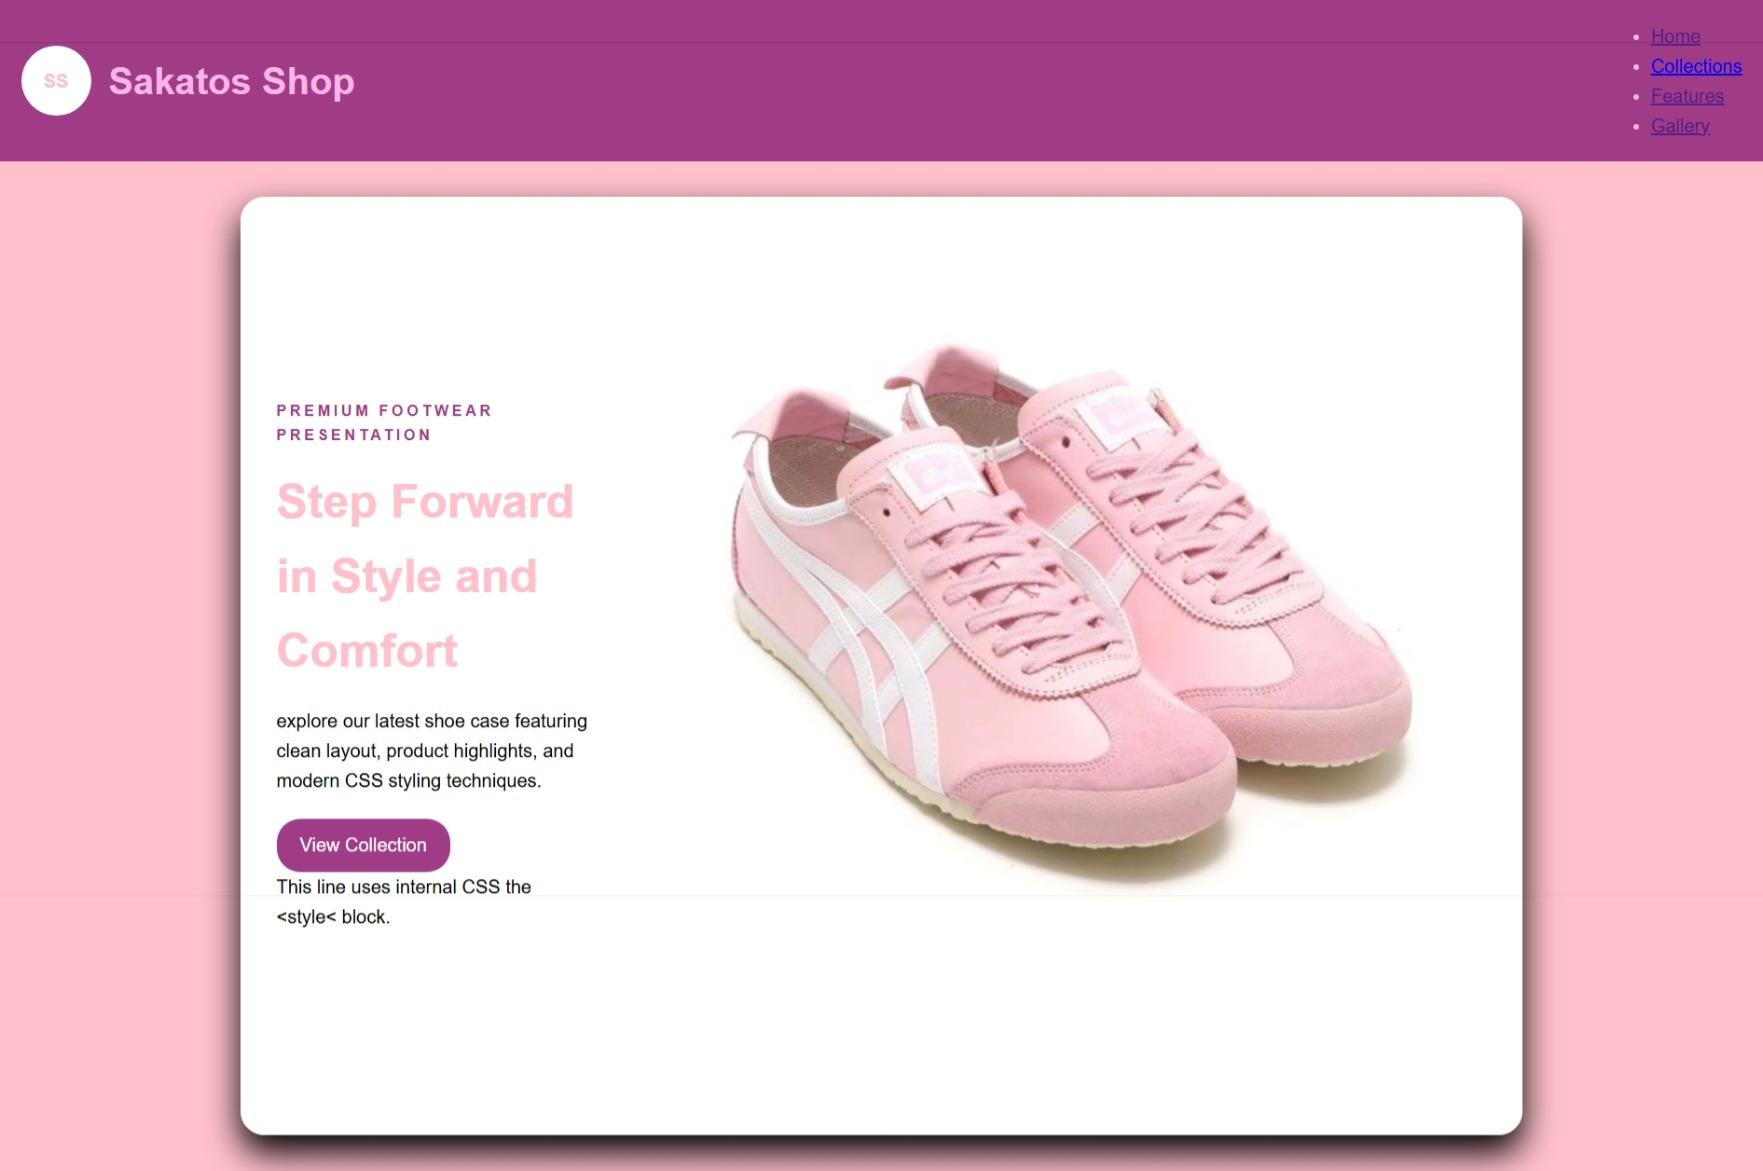 SS
Sakatos Shop
Home
Collections
Features
Gallery
PREMIUM FOOTWEAR
PRESENTATION
Step Forward
in Style and
Comfort
explore our latest shoe case featuring
clean layout, product highlights, and
modern CSS styling techniques.
View Collection
This line uses internal CSS the
<style< block.